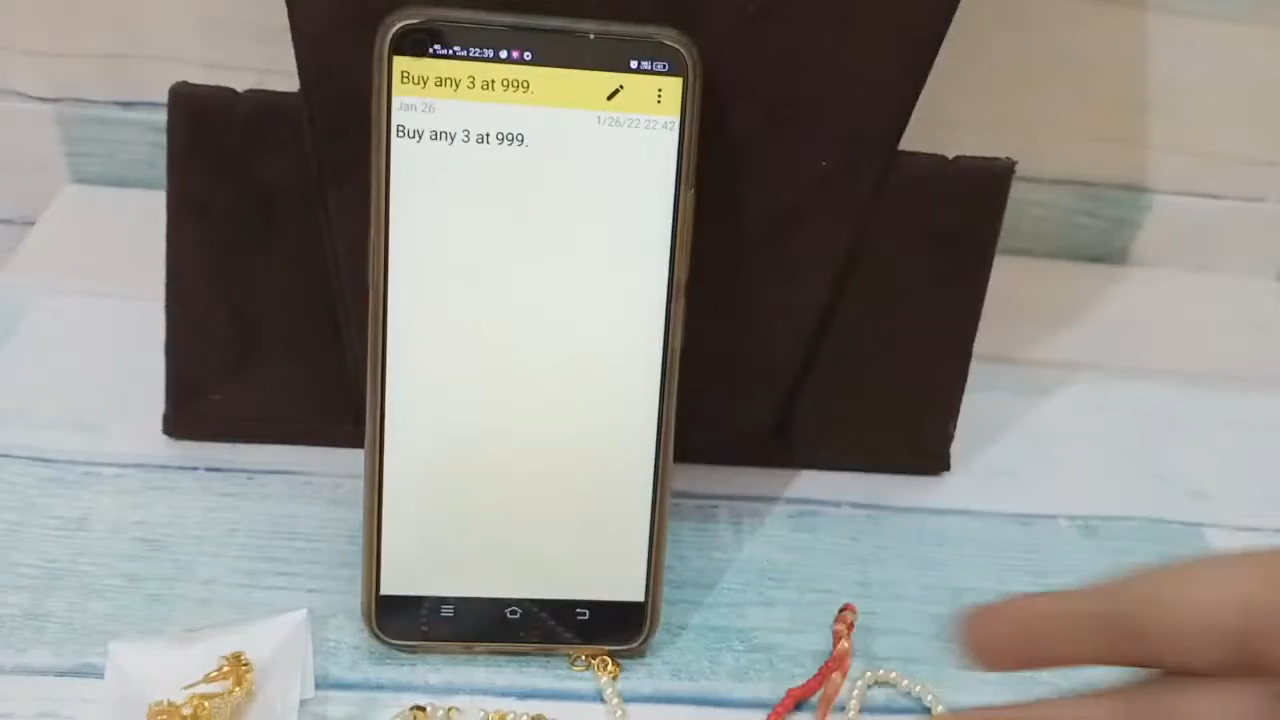 22:39
Buy any 3 at 999.
Jan 26
1/26/22 22:42
Buy any 3 at 999.